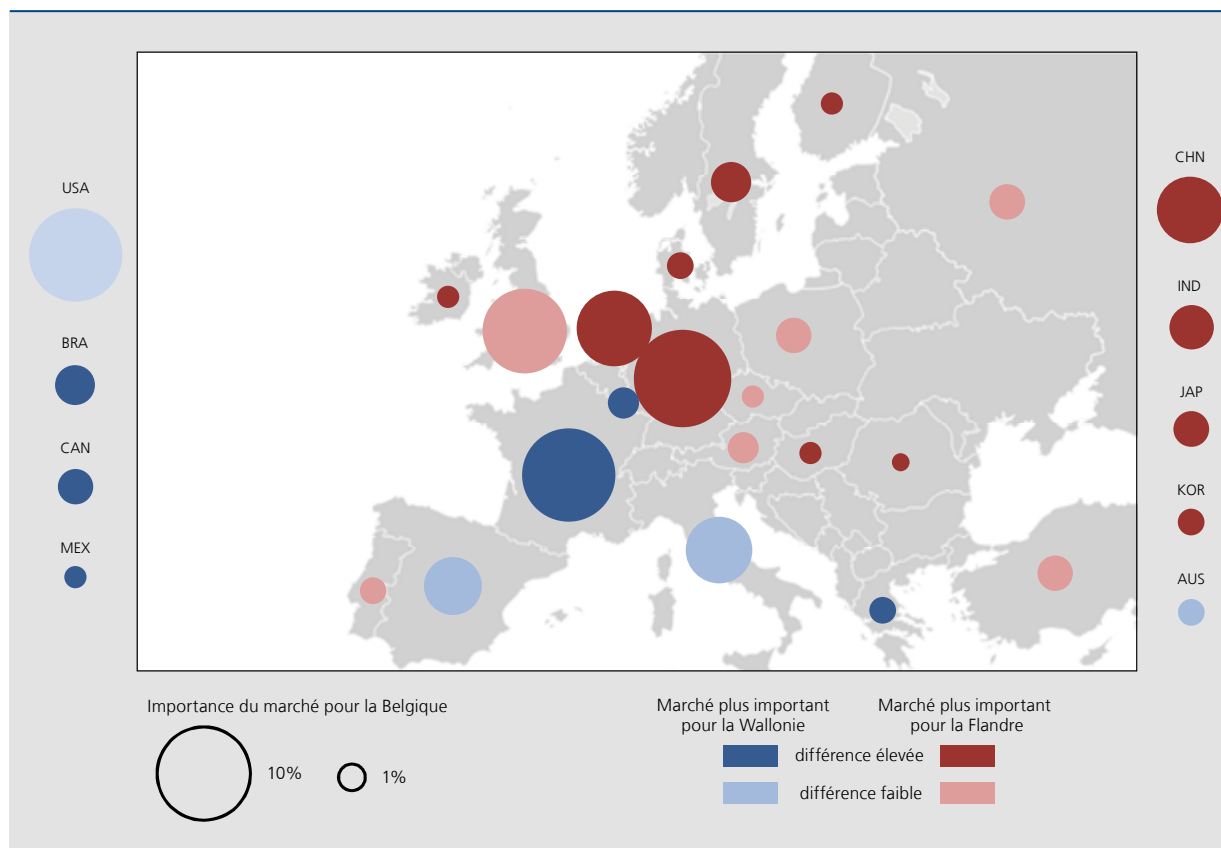 USA
BRA
CAN
MEX
CHN
IND
JAP
KOR
AUS
Importance du marché pour la Belgique
10%
1%
Marché plus important
pour la Wallonie
Marché plus important
pour la Flandre
différence élevée
différence faible